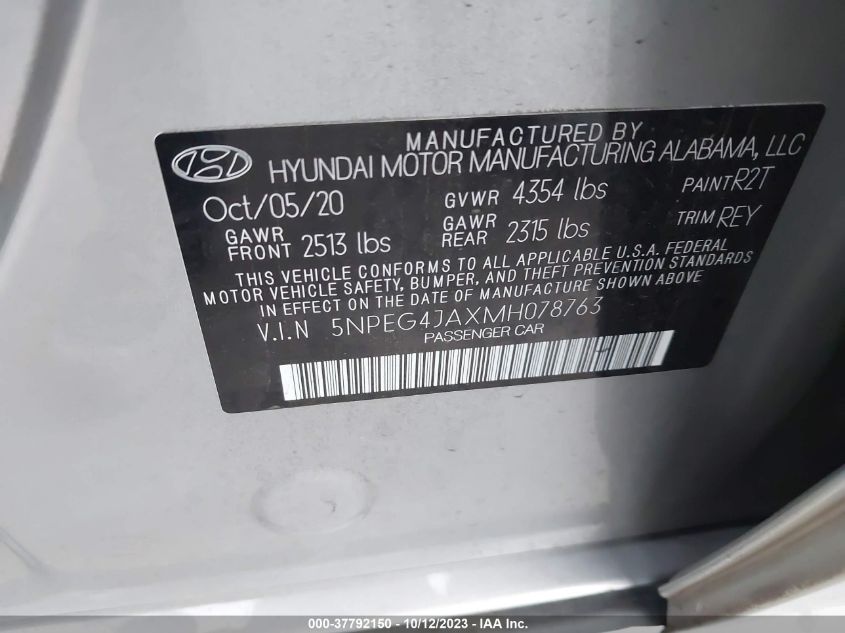 MANUFACTURED BY
HYUNDAI MOTOR MANUFACTURING ALABAMA, LLC
Oct/05/20 GVWR 4354 lbs PAINT R2T
GAWR FRONT 2513 lbs GAWR REAR 2315 lbs TRIM REY
THIS VEHICLE CONFORMS TO ALL APPLICABLE U.S.A. FEDERAL
MOTOR VEHICLE SAFETY, BUMPER, AND THEFT PREVENTION STANDARDS
IN EFFECT ON THE DATE OF MANUFACTURE SHOWN ABOVE
V.I.N 5NPEG4JAXMH078763
PASSENGER CAR
000-37792150 - 10/12/2023 - IAA Inc.